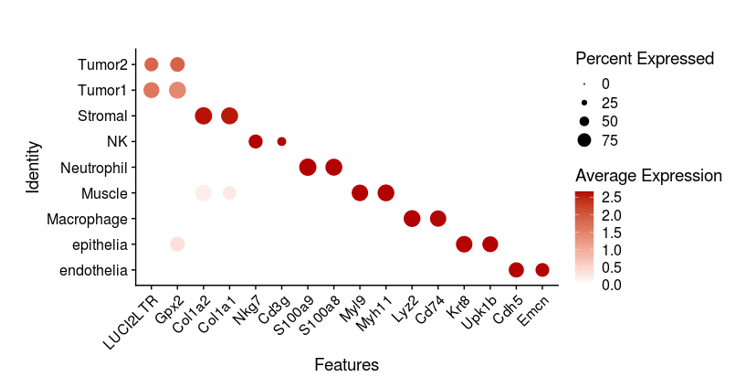 Tumor2
Tumor1
Stromal
NK
Neutrophil
Muscle
Macrophage
epithelia
endothelia
Identity
LUCI2LTR
Gpx2
Col1a2
Col1a1
Nkg7
Cd3g
S100a9
S100a8
Myl9
Myh11
Lyz2
Cd74
Krt8
Upk1b
Cdh5
Emcn
Features
Percent Expressed
0
25
50
75
Average Expression
2.5
2.0
1.5
1.0
0.5
0.0